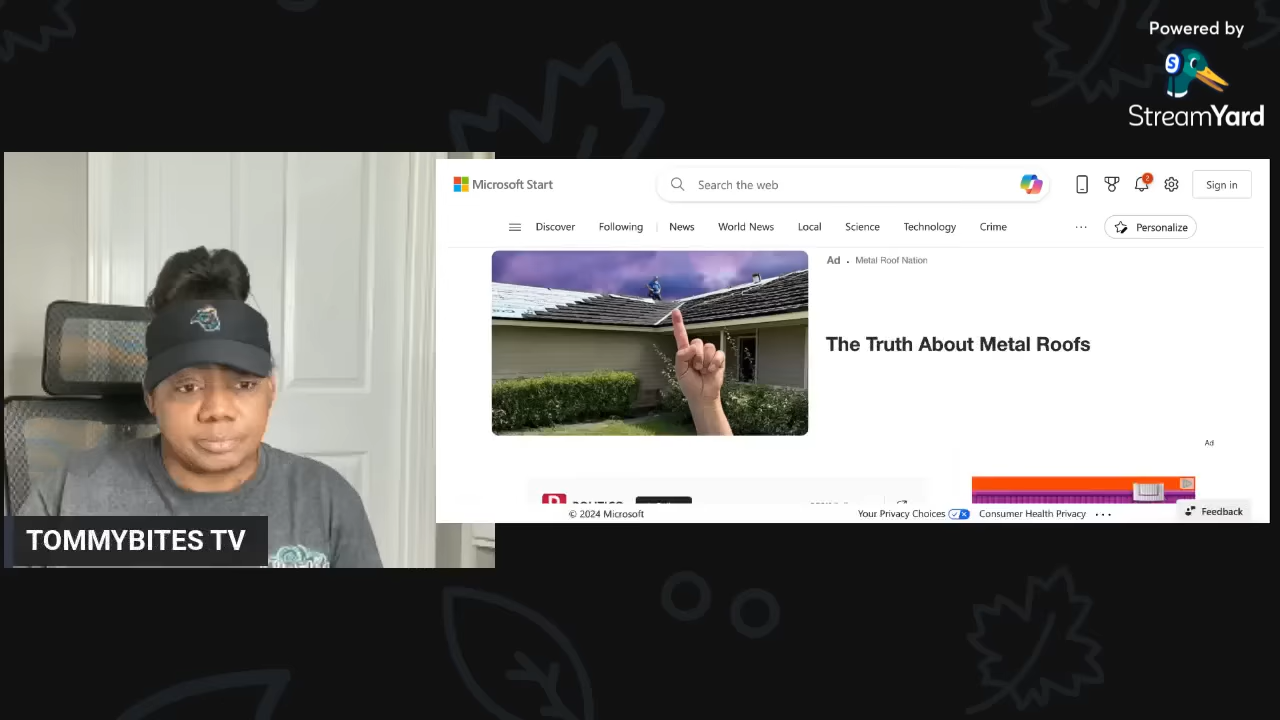 Powered by
StreamYard
Microsoft Start
Search the web
2
Sign in
Discover
Following
News
World News
Local
Science
Technology
Crime
Personalize
Ad · Metal Roof Nation
The Truth About Metal Roofs
Ad
© 2024 Microsoft
Your Privacy Choices
Consumer Health Privacy
Feedback
TOMMYBITES TV